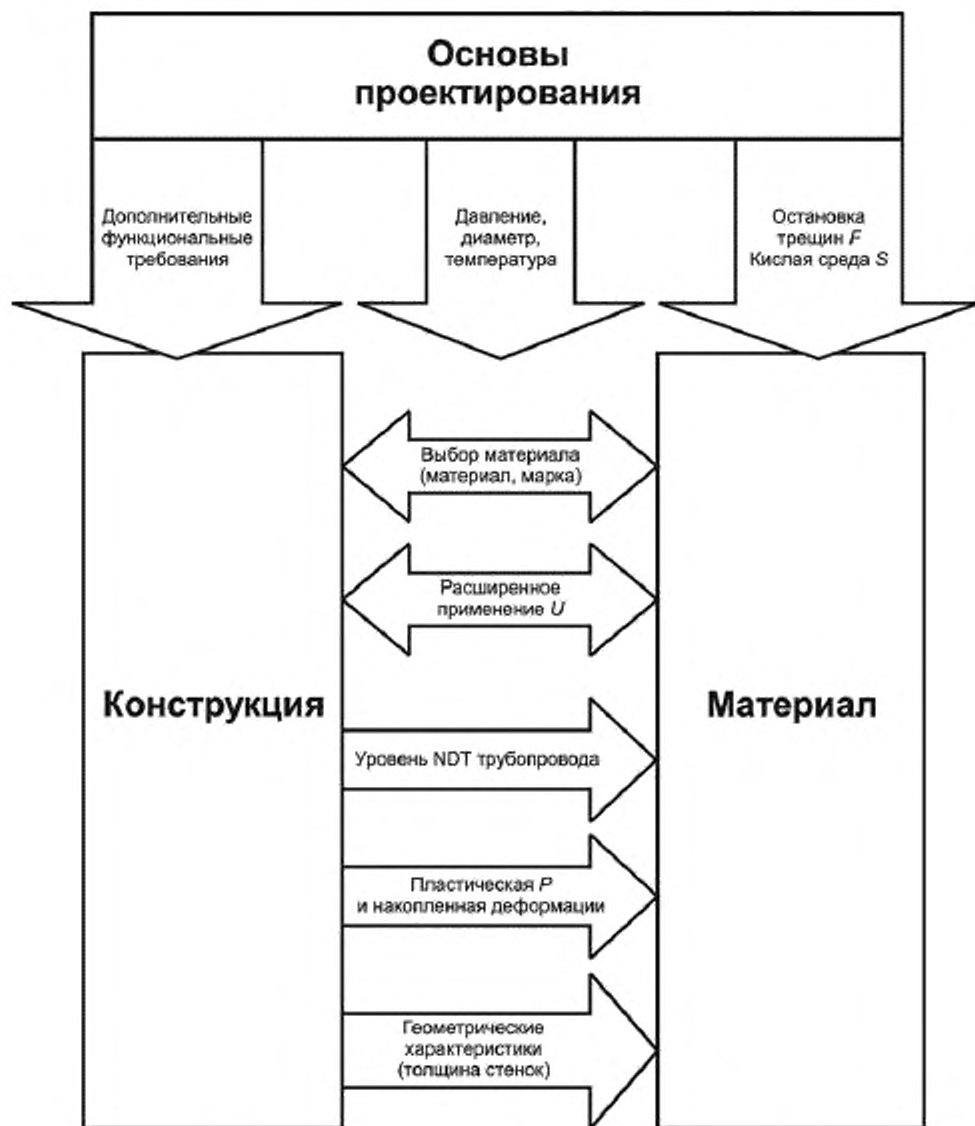 Основы
проектирования
Дополнительные
функциональные
требования
Давление,
диаметр,
температура
Остановка
трещин F
Кислая среда S
Выбор материала
(материал, марка)
Расширенное
применение U
Конструкция
Материал
Уровень NDT трубопровода
Пластическая P
и накопленная деформации
Геометрические
характеристики
(толщина стенок)